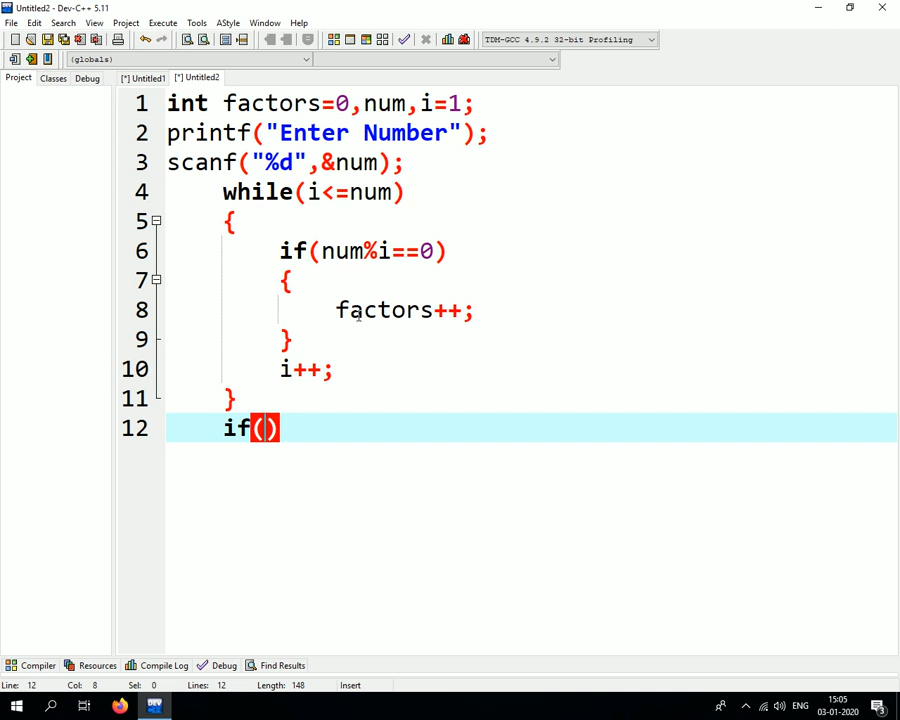 Untitled2 - Dev-C++ 5.11
File Edit Search View Project Execute Tools AStyle Window Help
TDM-GCC 4.9.2 32-bit Profiling
(globals)
Project Classes Debug [*] Untitled1 [*] Untitled2
1 int factors=0,num,i=1;
2 printf("Enter Number");
3 scanf("%d",&num);
4 while(i<=num)
5 {
6 if(num%i==0)
7 {
8 factors++;
9 }
10 i++;
11 }
12 if()
Compiler Resources Compile Log Debug Find Results
Line: 12 Col: 8 Sel: 0 Lines: 12 Length: 148 Insert
DEV ENG 15:05
03-01-2020 3